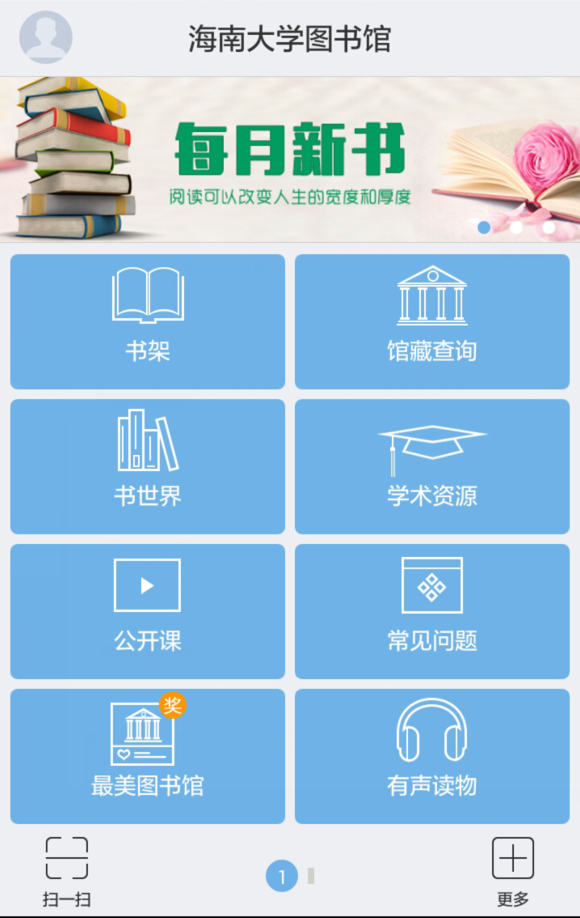 海南大学图书馆
每月新书
阅读可以改变人生的宽度和厚度
书架
馆藏查询
书世界
学术资源
公开课
常见问题
奖
最美图书馆
有声读物
扫一扫
1
更多